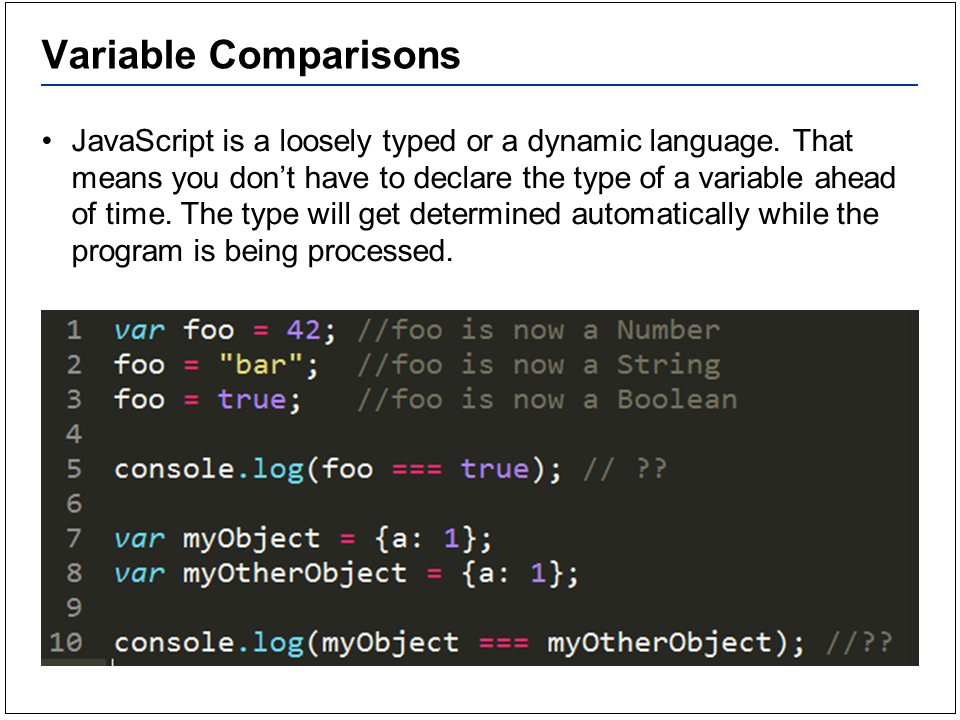 Variable Comparisons
• JavaScript is a loosely typed or a dynamic language. That
means you don’t have to declare the type of a variable ahead
of time. The type will get determined automatically while the
program is being processed.
1 var foo = 42; //foo is now a Number
2 foo = "bar";  //foo is now a String
3 foo = true;   //foo is now a Boolean
4
5 console.log(foo === true); // ??
6
7 var myObject = {a: 1};
8 var myOtherObject = {a: 1};
9
10 console.log(myObject === myOtherObject); //??